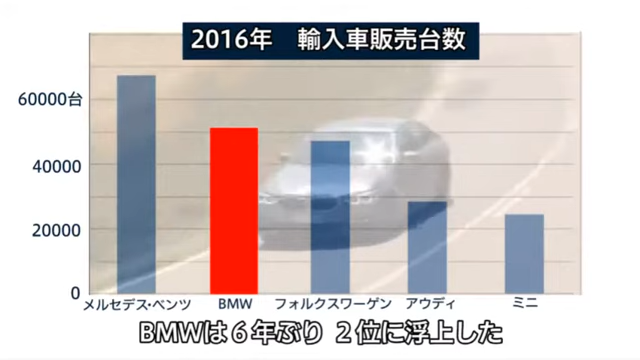 2016年　輸入車販売台数
60000台
40000
20000
0
メルセデス・ベンツ　BMW　フォルクスワーゲン　アウディ　ミニ
BMWは６年ぶり ２位に浮上した